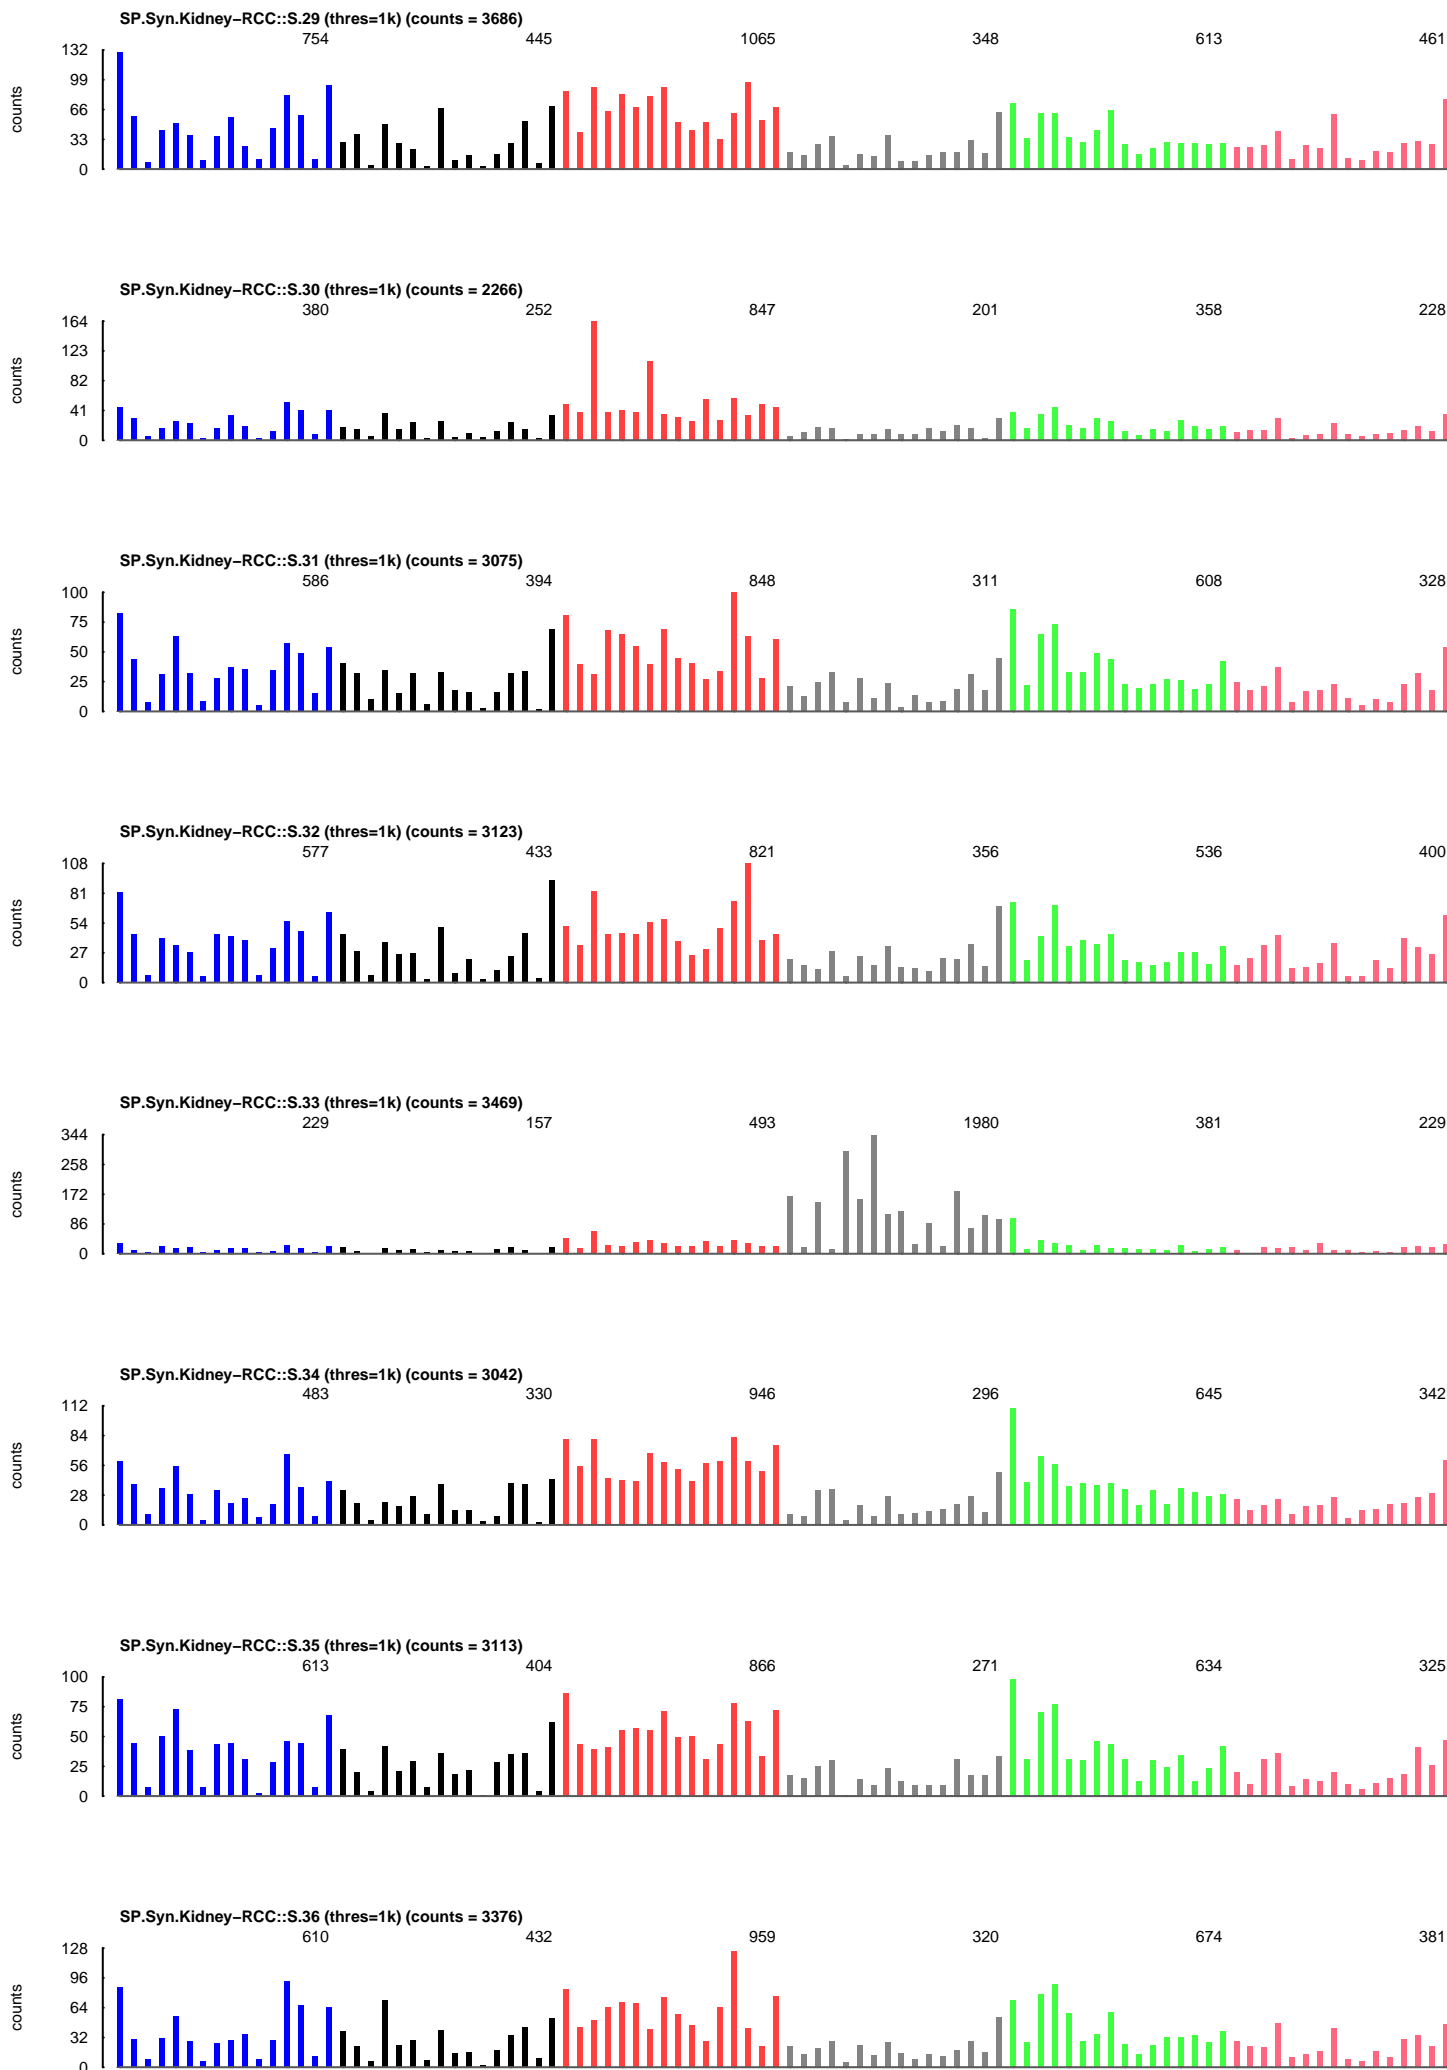 SP.Syn.Kidney−RCC::S.29 (thres=1k) (counts = 3686)
754 445 1065 348 613 461
132
99
66
33
0
counts
SP.Syn.Kidney−RCC::S.30 (thres=1k) (counts = 2266)
380 252 847 201 358 228
164
123
82
41
0
counts
SP.Syn.Kidney−RCC::S.31 (thres=1k) (counts = 3075)
586 394 848 311 608 328
100
75
50
25
0
counts
SP.Syn.Kidney−RCC::S.32 (thres=1k) (counts = 3123)
577 433 821 356 536 400
108
81
54
27
0
counts
SP.Syn.Kidney−RCC::S.33 (thres=1k) (counts = 3469)
229 157 493 1980 381 229
344
258
172
86
0
counts
SP.Syn.Kidney−RCC::S.34 (thres=1k) (counts = 3042)
483 330 946 296 645 342
112
84
56
28
0
counts
SP.Syn.Kidney−RCC::S.35 (thres=1k) (counts = 3113)
613 404 866 271 634 325
100
75
50
25
0
counts
SP.Syn.Kidney−RCC::S.36 (thres=1k) (counts = 3376)
610 432 959 320 674 381
128
96
64
32
0
counts